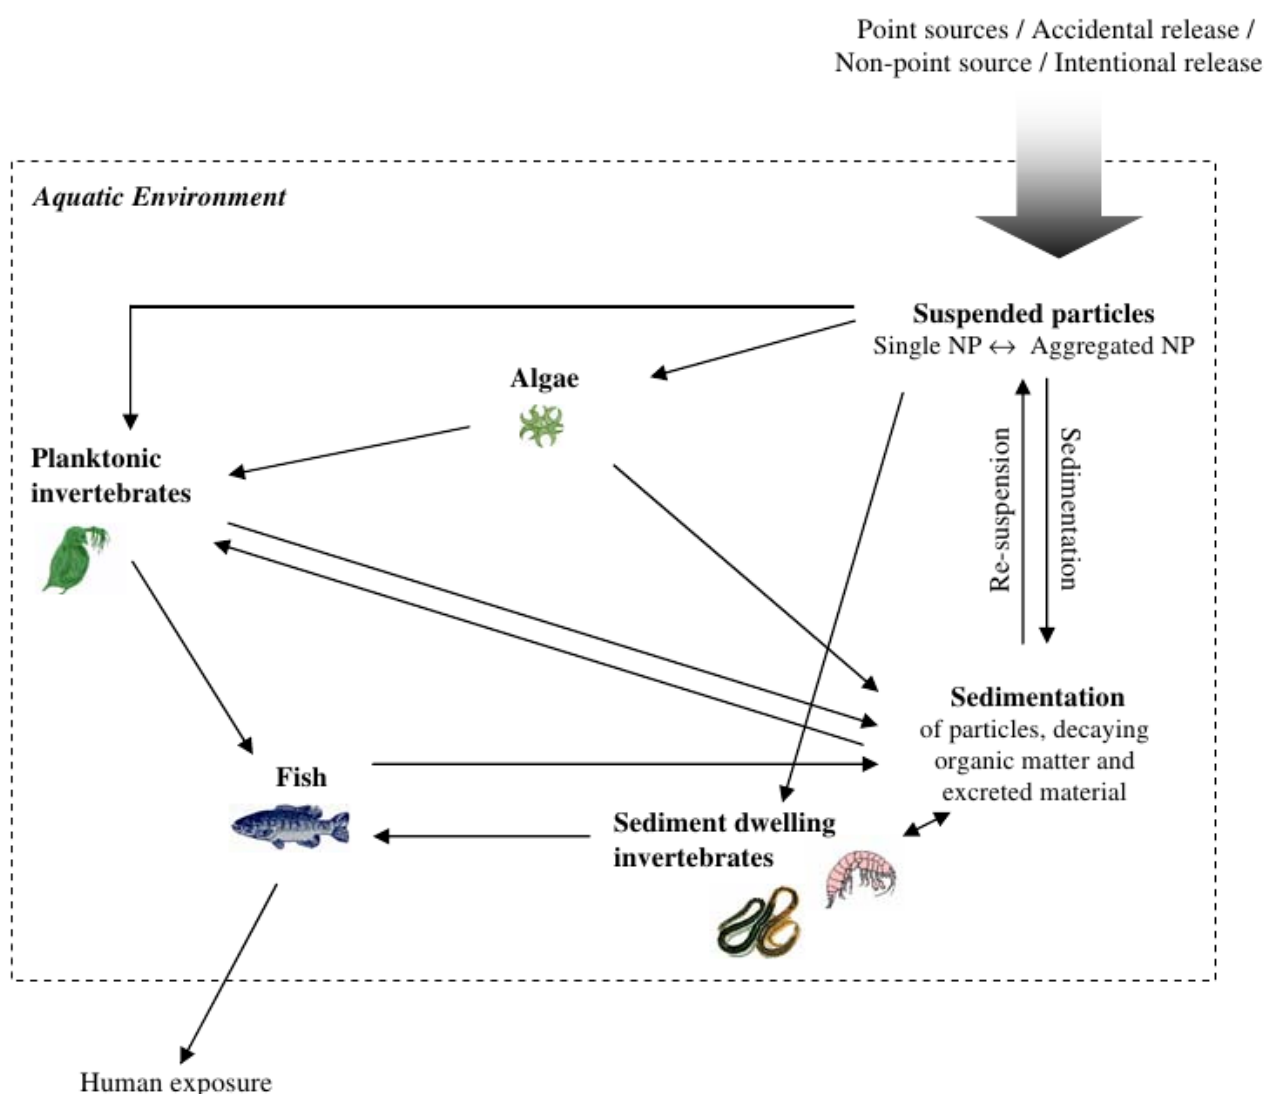 Point sources / Accidental release /
Non-point source / Intentional release
Aquatic Environment
Suspended particles
Single NP ↔ Aggregated NP
Algae
Planktonic
invertebrates
Re-suspension
Sedimentation
Sedimentation
of particles, decaying
organic matter and
excreted material
Fish
Sediment dwelling
invertebrates
Human exposure